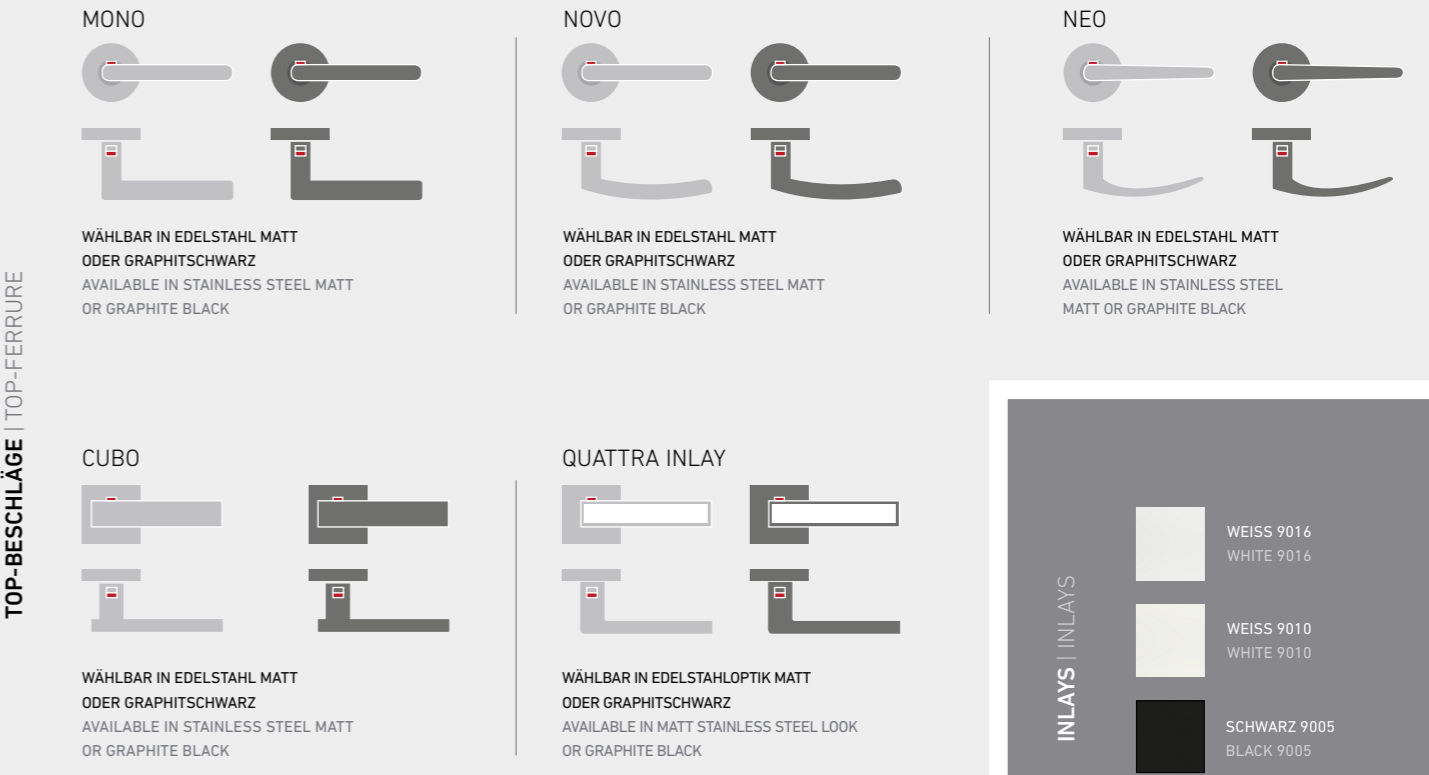 TOP-BESCHLÄGE | TOP-FERRURE
MONO
WÄHLBAR IN EDELSTAHL MATT
ODER GRAPHITSCHWARZ
AVAILABLE IN STAINLESS STEEL MATT
OR GRAPHITE BLACK
NOVO
WÄHLBAR IN EDELSTAHL MATT
ODER GRAPHITSCHWARZ
AVAILABLE IN STAINLESS STEEL MATT
OR GRAPHITE BLACK
NEO
WÄHLBAR IN EDELSTAHL MATT
ODER GRAPHITSCHWARZ
AVAILABLE IN STAINLESS STEEL
MATT OR GRAPHITE BLACK
CUBO
WÄHLBAR IN EDELSTAHL MATT
ODER GRAPHITSCHWARZ
AVAILABLE IN STAINLESS STEEL MATT
OR GRAPHITE BLACK
QUATTRA INLAY
WÄHLBAR IN EDELSTAHLOPTIK MATT
ODER GRAPHITSCHWARZ
AVAILABLE IN MATT STAINLESS STEEL LOOK
OR GRAPHITE BLACK
INLAYS | INLAYS
WEISS 9016
WHITE 9016
WEISS 9010
WHITE 9010
SCHWARZ 9005
BLACK 9005